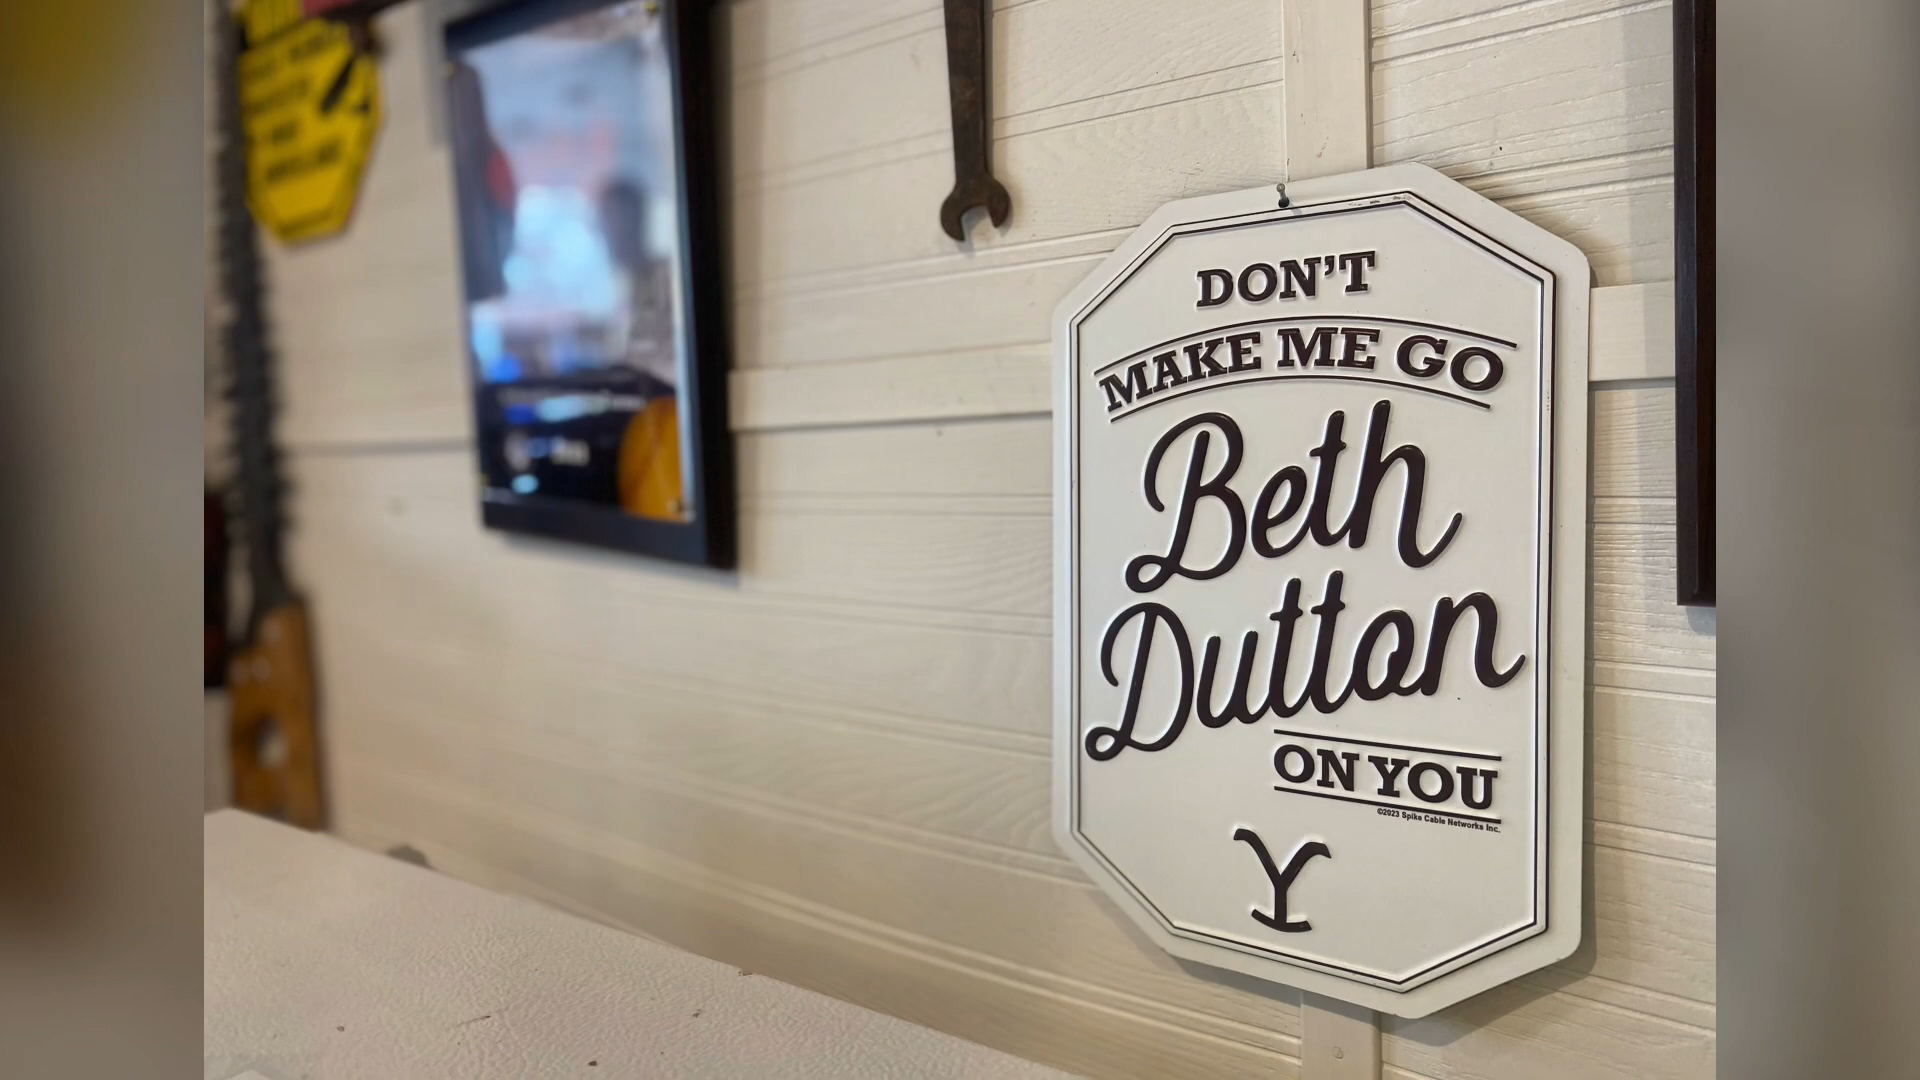 DON'T
MAKE ME GO
Beth
Dutton
ON YOU
©2023 Spike Cable Networks Inc.
Y